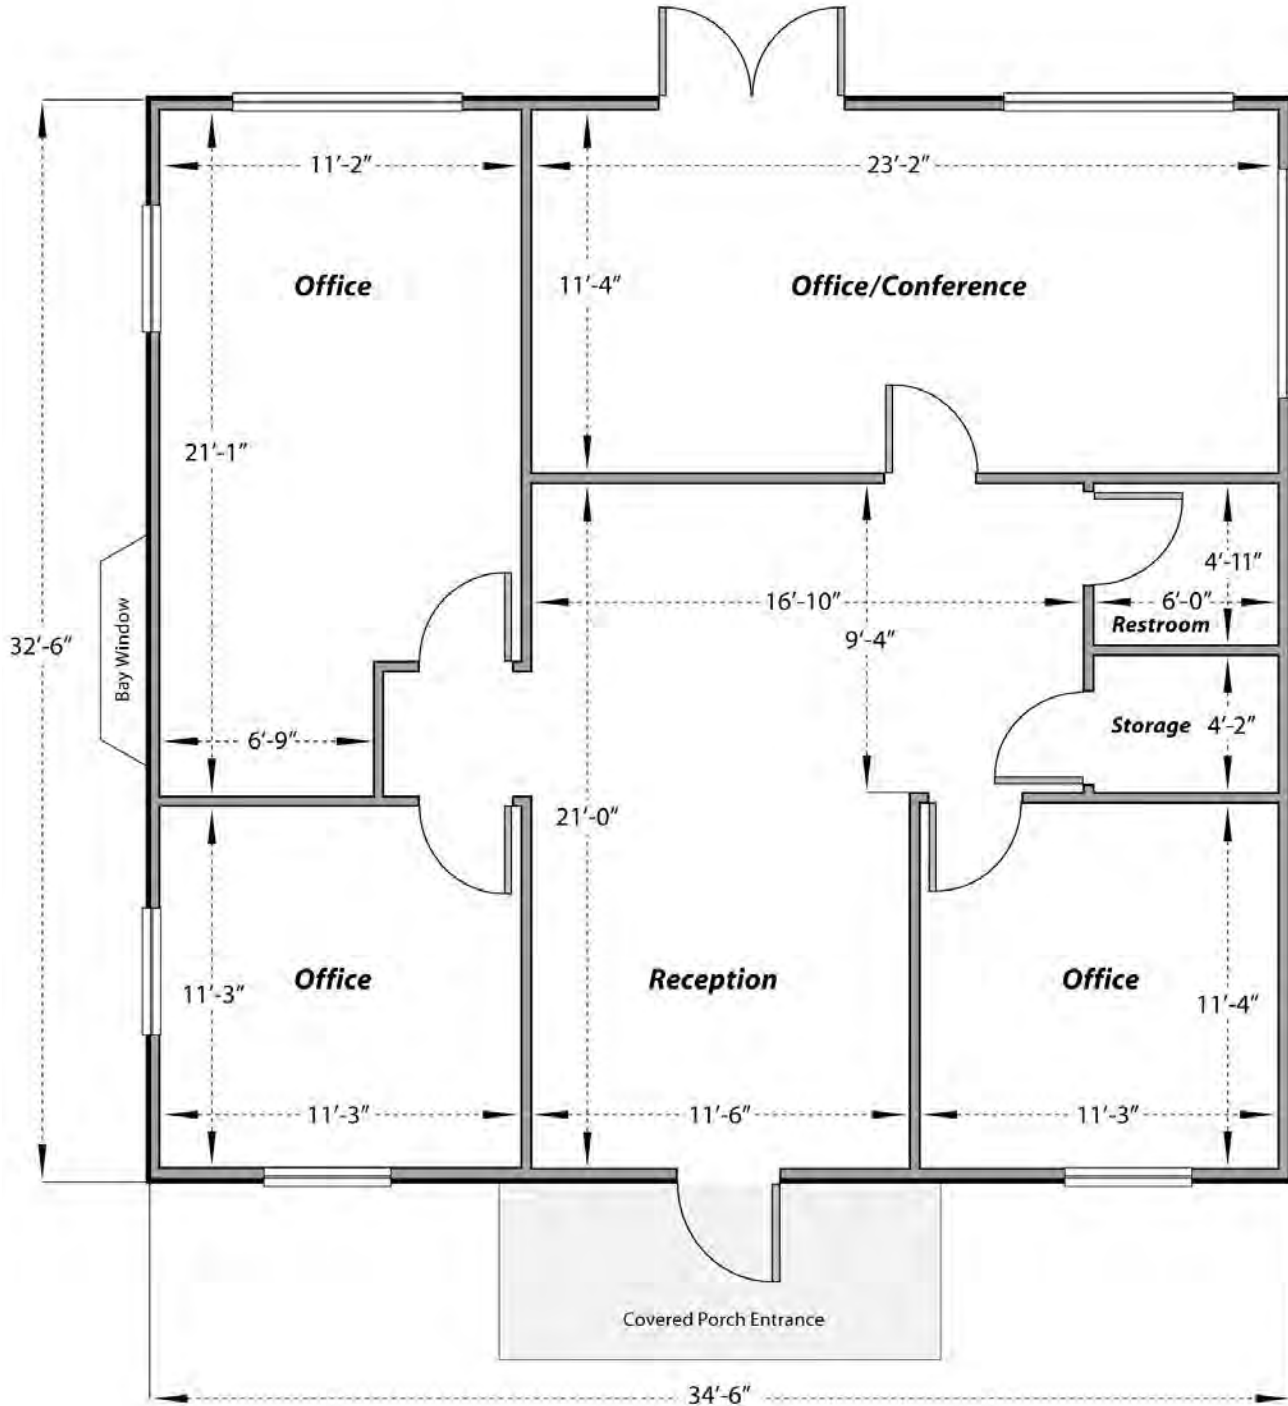 11'-2"
23'-2"
Office
11'-4"
Office/Conference
21'-1"
4'-11"
16'-10"
6'-0"
Restroom
Bay Window
32'-6"
9'-4"
Storage 4'-2"
6'-9"
21'-0"
Office
Reception
Office
11'-3"
11'-4"
11'-3"
11'-6"
11'-3"
Covered Porch Entrance
34'-6"